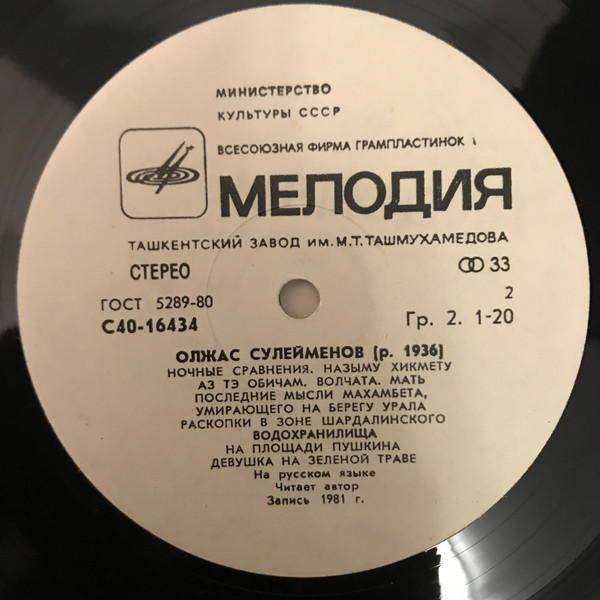 МИНИСТЕРСТВО
КУЛЬТУРЫ СССР
ВСЕСОЮЗНАЯ ФИРМА ГРАМПЛАСТИНОК
МЕЛОДИЯ
ТАШКЕНТСКИЙ ЗАВОД ИМ. М.Т.ТАШМУХАМЕДОВА
СТЕРЕО 33
ГОСТ 5289-80 2
С40-16434 Гр. 2. 1-20
ОЛЖАС СУЛЕЙМЕНОВ (р. 1936)
НОЧНЫЕ СРАВНЕНИЯ. НАЗЫМУ ХИКМЕТУ
АЗ ТЭ ОБИЧАМ. ВОЛЧАТА. МАТЬ
ПОСЛЕДНИЕ МЫСЛИ МАХАМБЕТА,
УМИРАЮЩЕГО НА БЕРЕГУ УРАЛА
РАСКОПКИ В ЗОНЕ ШАРДАЛИНСКОГО
ВОДОХРАНИЛИЩА
НА ПЛОЩАДИ ПУШКИНА
ДЕВУШКА НА ЗЕЛЕНОЙ ТРАВЕ
На русском языке
Читает автор
Запись 1981 г.